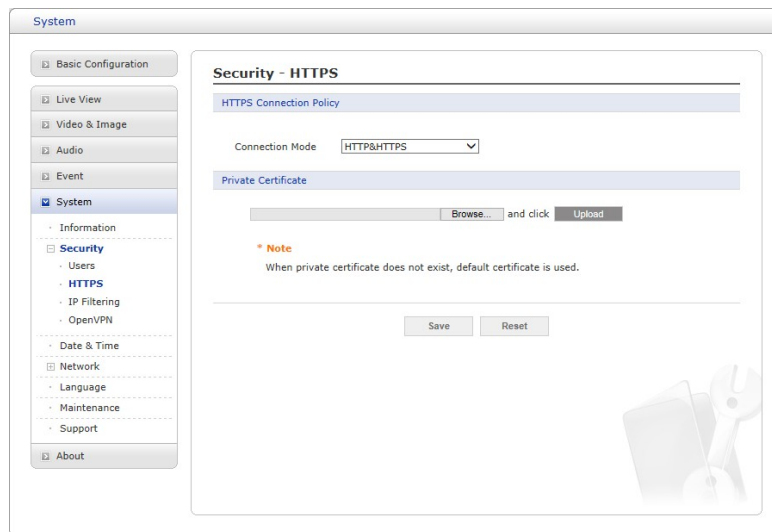 System
Basic Configuration
Live View
Video & Image
Audio
Event
System
Information
Security
Users
HTTPS
IP Filtering
OpenVPN
Date & Time
Network
Language
Maintenance
Support
About
Security - HTTPS
HTTPS Connection Policy
Connection Mode HTTP&HTTPS
Private Certificate
Browse... and click Upload
* Note
When private certificate does not exist, default certificate is used.
Save Reset